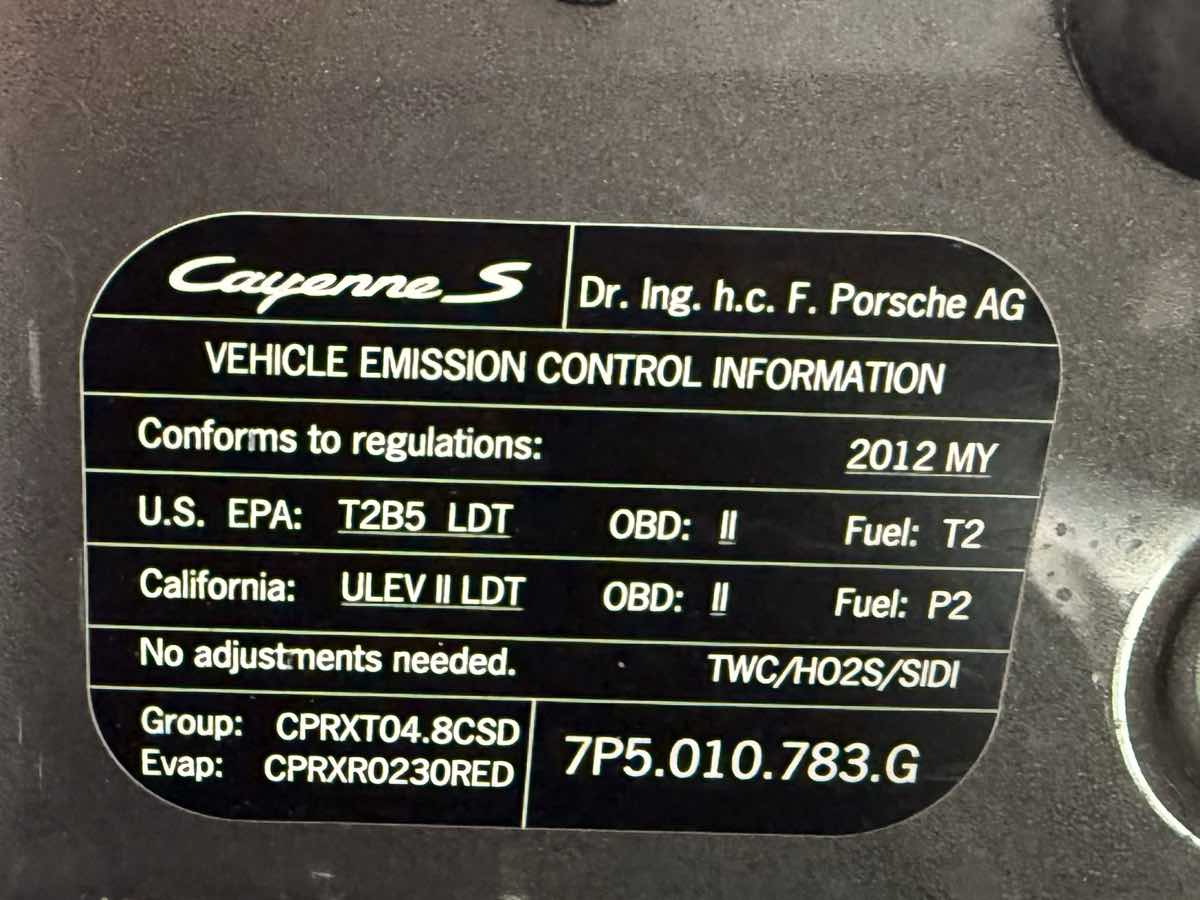 Cayenne S
Dr. Ing. h.c. F. Porsche AG
VEHICLE EMISSION CONTROL INFORMATION
Conforms to regulations: 2012 MY
U.S. EPA: T2B5 LDT OBD: II Fuel: T2
California: ULEV II LDT OBD: II Fuel: P2
No adjustments needed. TWC/HO2S/SIDI
Group: CPRXT04.8CSD
Evap: CPRXR0230RED
7P5.010.783.G